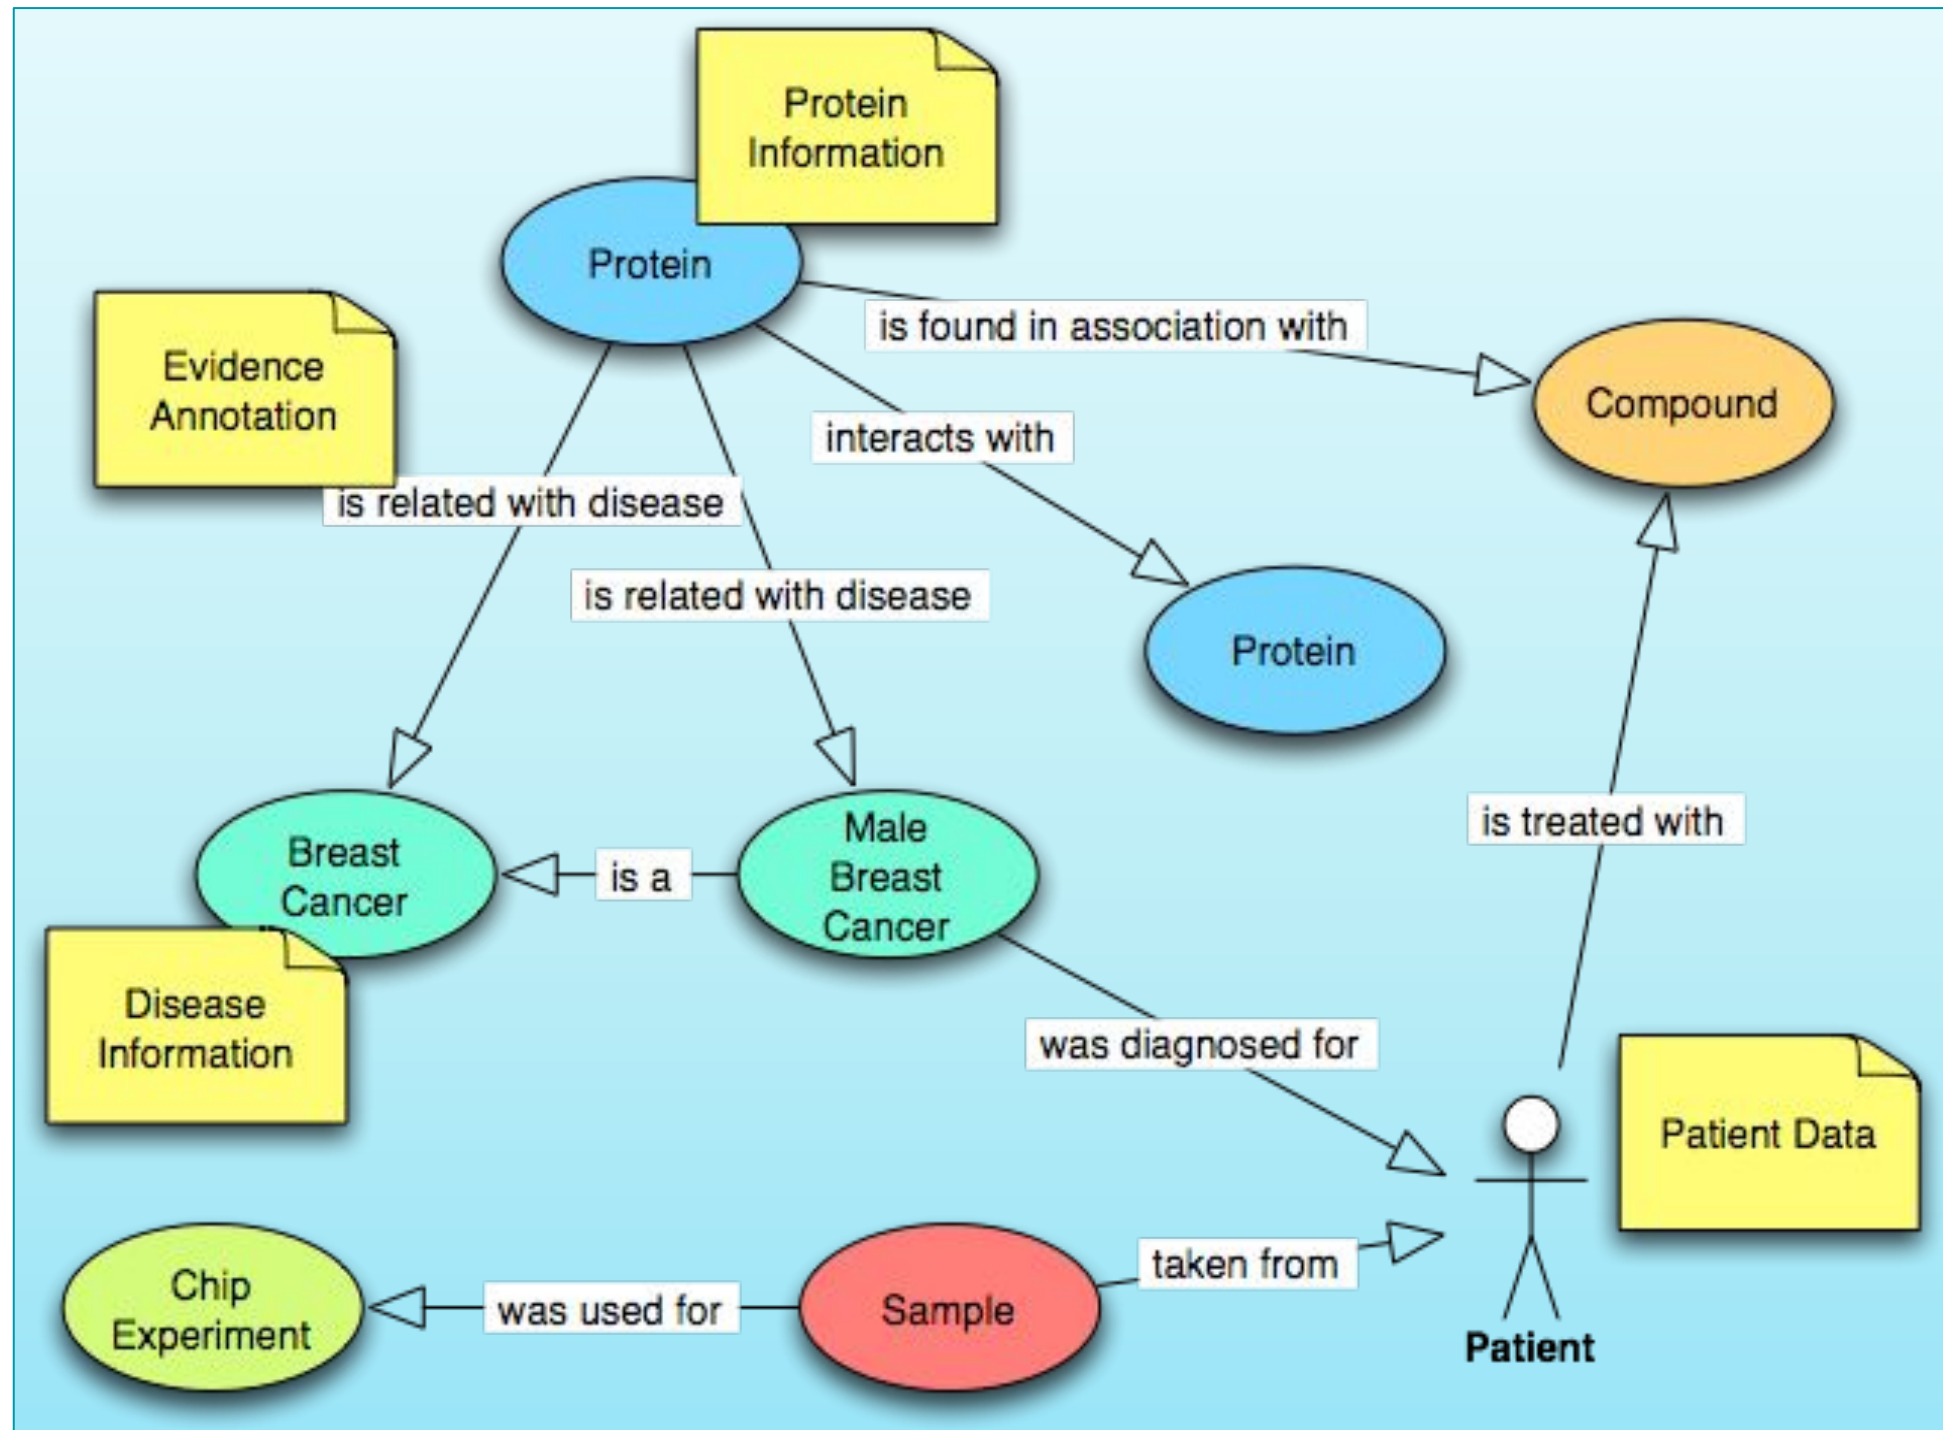 Protein
Information
Protein
is found in association with
Evidence
Annotation
Compound
interacts with
is related with disease
is related with disease
Protein
is treated with
Breast
Cancer
is a
Male
Breast
Cancer
Disease
Information
was diagnosed for
Patient Data
Chip
Experiment
was used for
Sample
taken from
Patient